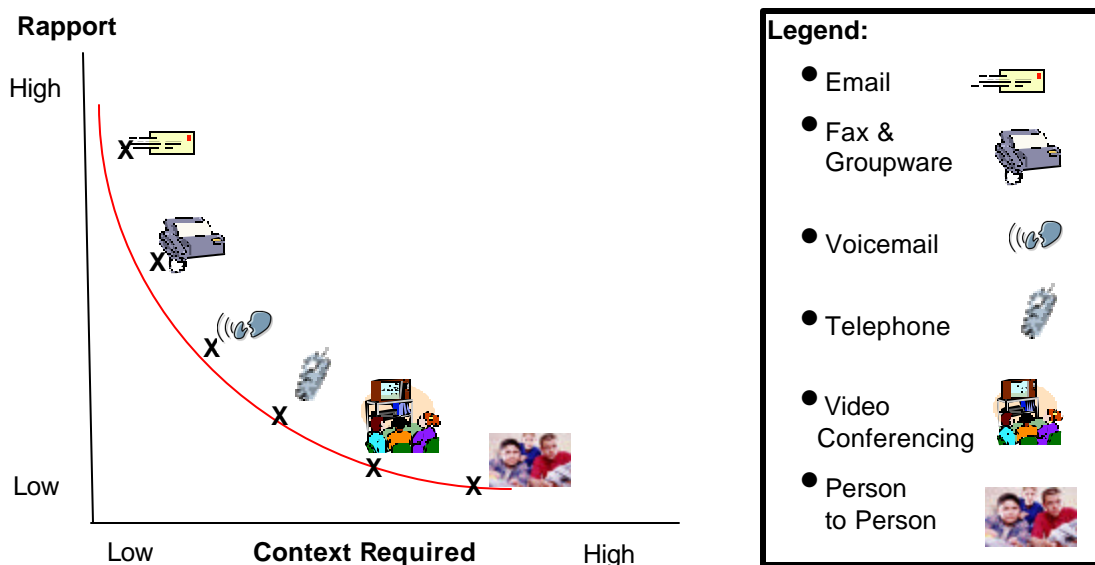 Rapport
High
X
X
X
X
X
X
Low
Low
Context Required
High
Legend:
• Email
• Fax &
Groupware
• Voicemail
• Telephone
• Video
Conferencing
• Person
to Person